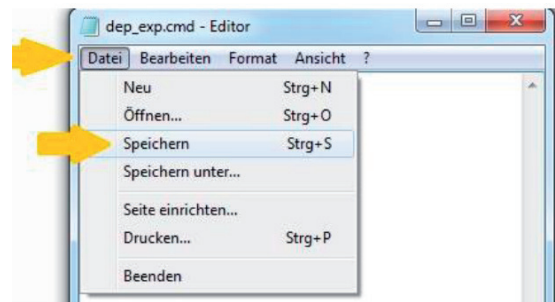 dep_exp.cmd - Editor
Datei Bearbeiten Format Ansicht ?
Neu Strg+N
Öffnen... Strg+O
Speichern Strg+S
Speichern unter...
Seite einrichten...
Drucken... Strg+P
Beenden